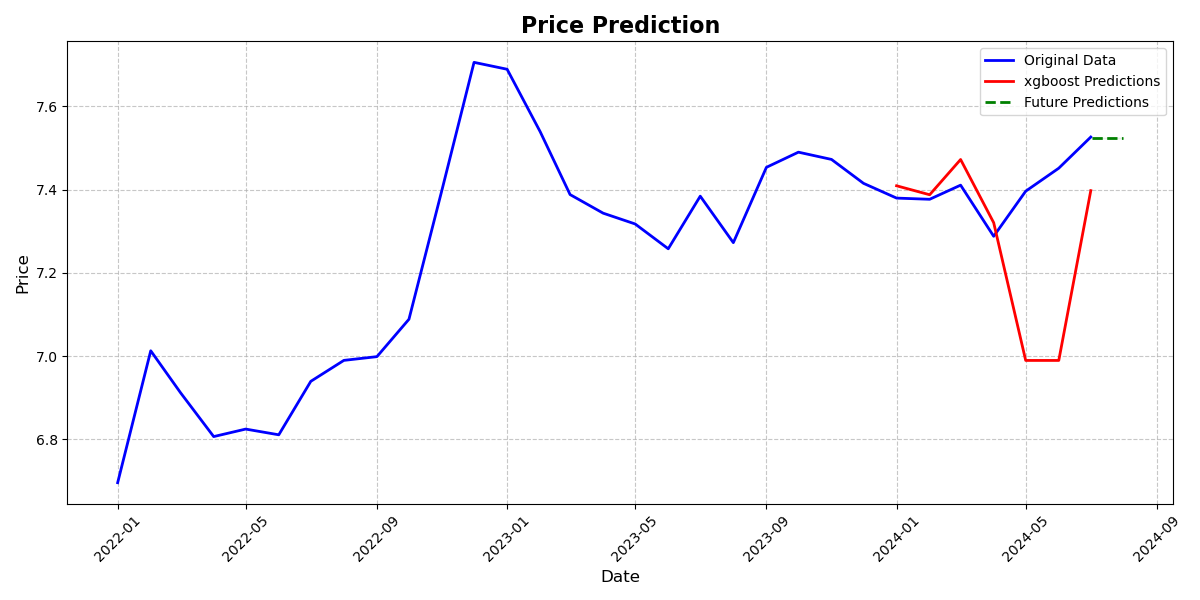 Price Prediction
Original Data
xgboost Predictions
Future Predictions
Price
7.6
7.4
7.2
7.0
6.8
2022-01
2022-05
2022-09
2023-01
2023-05
2023-09
2024-01
2024-05
2024-09
Date